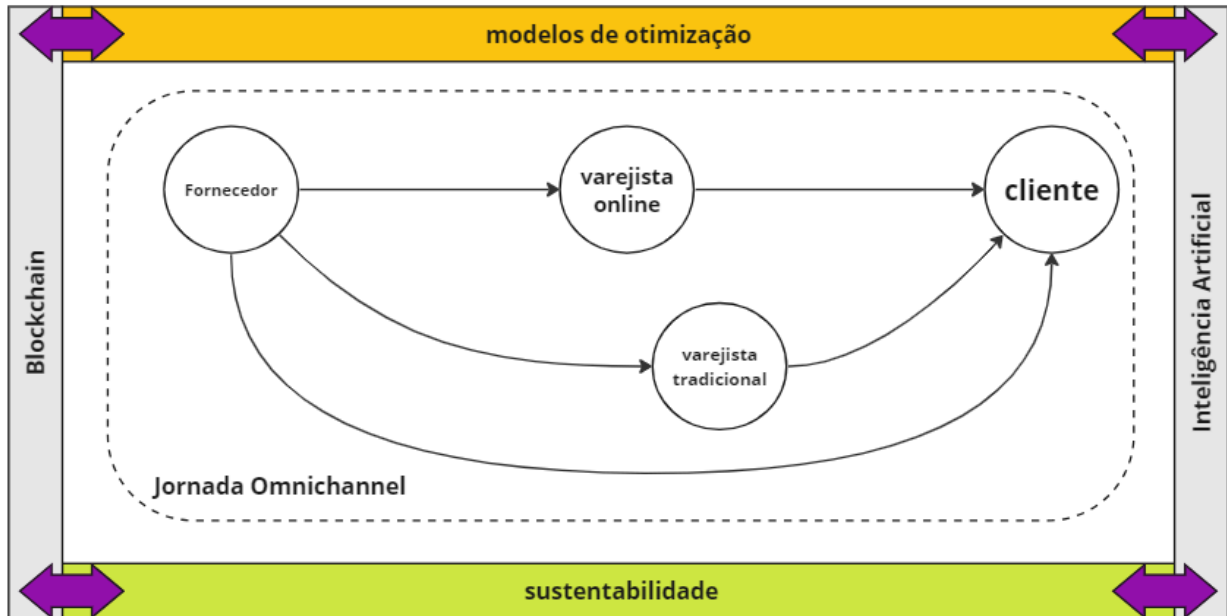 modelos de otimização
Fornecedor
varejista
online
cliente
varejista
tradicional
Jornada Omnichannel
Blockchain
Inteligência Artificial
sustentabilidade